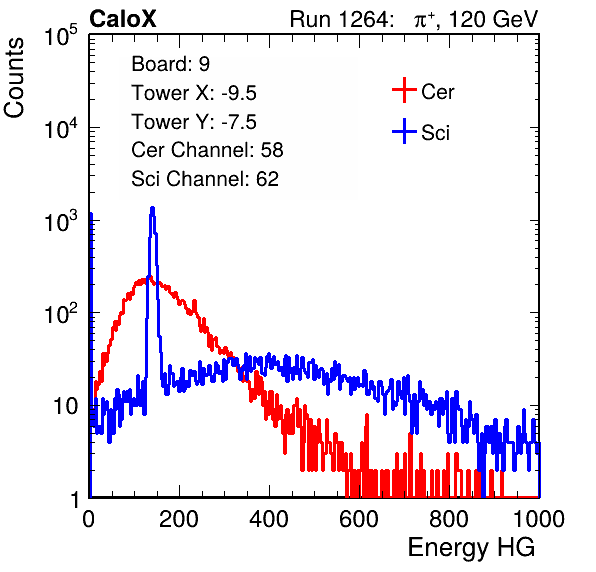 CaloX Run 1264: π⁺, 120 GeV
Counts
Board: 9
Tower X: -9.5
Tower Y: -7.5
Cer Channel: 58
Sci Channel: 62
Cer
Sci
10⁵
10⁴
10³
10²
10
1
0 200 400 600 800 1000
Energy HG